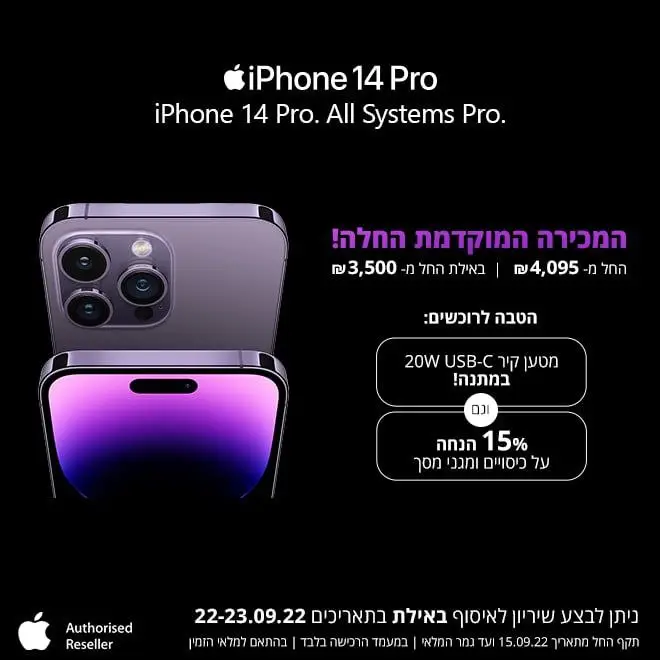 iPhone 14 Pro
iPhone 14 Pro. All Systems Pro.
המכירה המוקדמת החלה!
החל מ- 4,095₪ | באילת החל מ- 3,500₪
הטבה לרוכשים:
מטען קיר 20W USB-C
במתנה!
וגם
15% הנחה
על כיסויים ומגני מסך
ניתן לבצע שיריון לאיסוף באילת בתאריכים 22-23.09.22
תקף החל מתאריך 15.09.22 ועד גמר המלאי | במעמד הרכישה בלבד | בהתאם למלאי הזמין
Authorised
Reseller